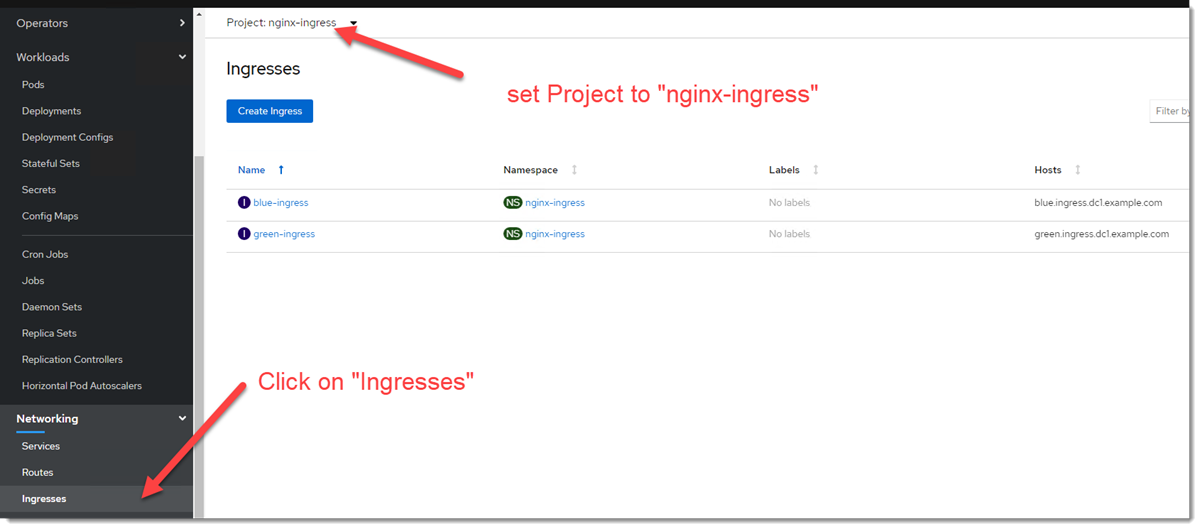 Operators
Workloads
Pods
Deployments
Deployment Configs
Stateful Sets
Secrets
Config Maps
Cron Jobs
Jobs
Daemon Sets
Replica Sets
Replication Controllers
Horizontal Pod Autoscalers
Networking
Services
Routes
Ingresses
Project: nginx-ingress
Ingresses
set Project to "nginx-ingress"
Create Ingress
Filter by
Name Namespace Labels Hosts
I blue-ingress NS nginx-ingress No labels blue.ingress.dc1.example.com
I green-ingress NS nginx-ingress No labels green.ingress.dc1.example.com
Click on "Ingresses"